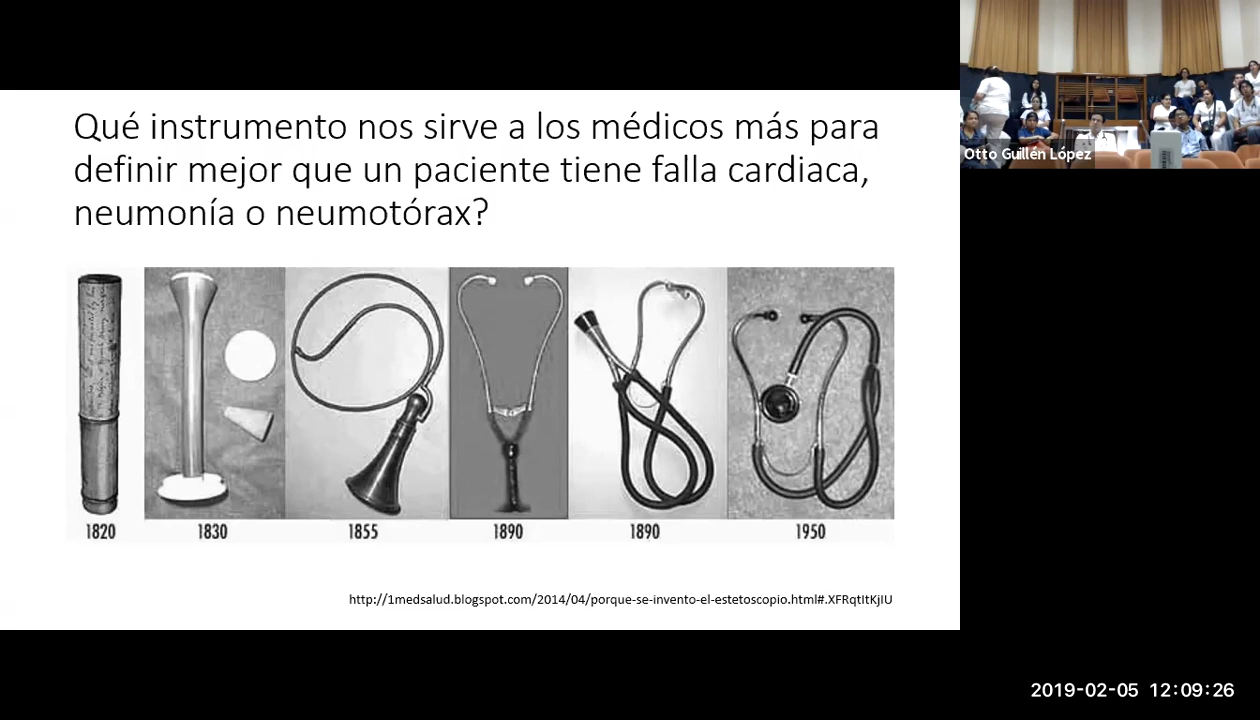 Qué instrumento nos sirve a los médicos más para
definir mejor que un paciente tiene falla cardiaca,
neumonía o neumotórax?
Otto Guillén López
1820
1830
1855
1890
1890
1950
http://1medsalud.blogspot.com/2014/04/porque-se-invento-el-estetoscopio.html#.XFRqtItKjIU
2019-02-05 12:09:26